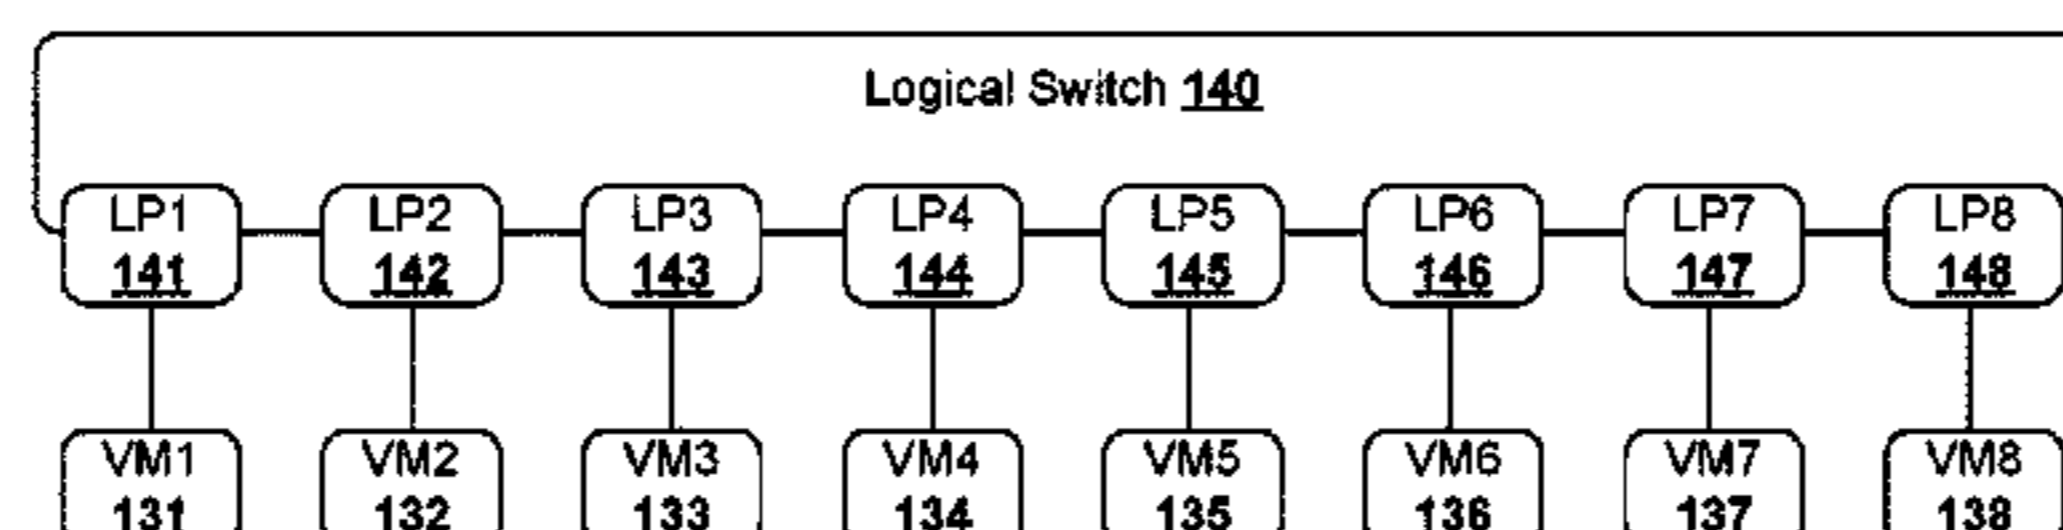 Logical Switch 140
LP1 LP2 LP3 LP4 LP5 LP6 LP7 LP8
141 142 143 144 145 146 147 148
VM1 VM2 VM3 VM4 VM5 VM6 VM7 VM8
131 132 133 134 135 136 137 138